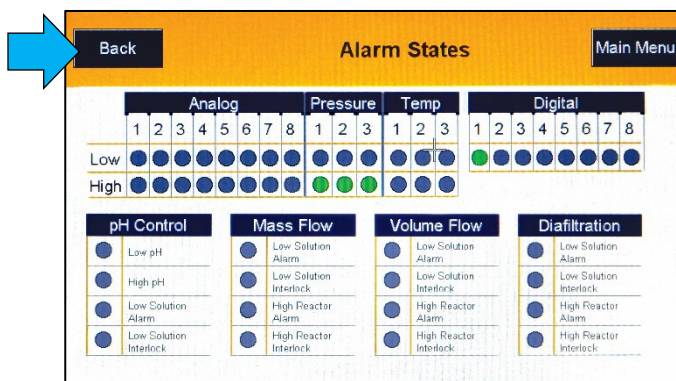 Back Alarm States Main Menu
Analog Pressure Temp Digital
1 2 3 4 5 6 7 8 1 2 3 1 2 3 1 2 3 4 5 6 7 8
Low
High
pH Control Mass Flow Volume Flow Diafiltration
Low pH
High pH
Low Solution
Alarm
Low Solution
Interlock
Low Solution
Alarm
Low Solution
Interlock
High Reactor
Alarm
High Reactor
Interlock
Low Solution
Alarm
Low Solution
Interlock
High Reactor
Alarm
High Reactor
Interlock
Low Solution
Alarm
Low Solution
Interlock
High Reactor
Alarm
High Reactor
Interlock